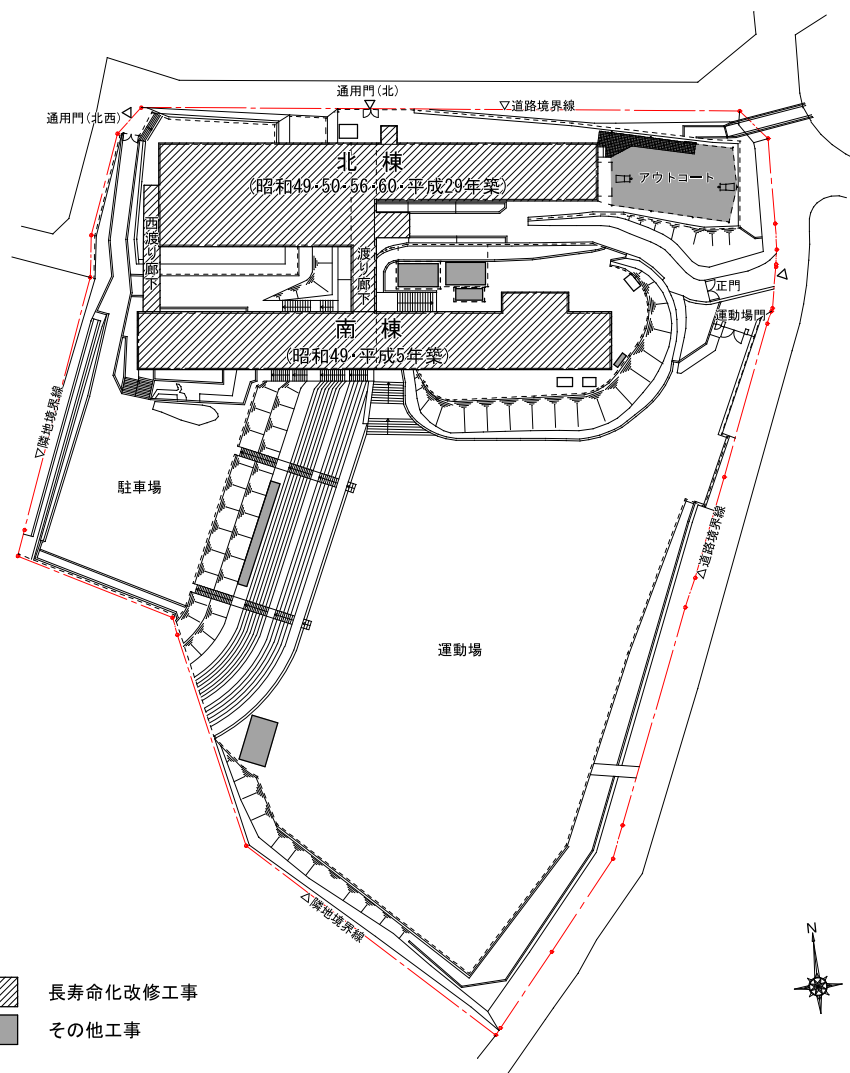 通用門(北)
▽道路境界線
通用門(北西)
北 棟
(昭和49・50・56・60・平成29年築)
アウトコート
西渡り廊下
渡り廊下
正門
運動場門
南 棟
(昭和49・平成5年築)
▽隣地境界線
駐車場
△道路境界線
運動場
△隣地境界線
N
長寿命化改修工事
その他工事